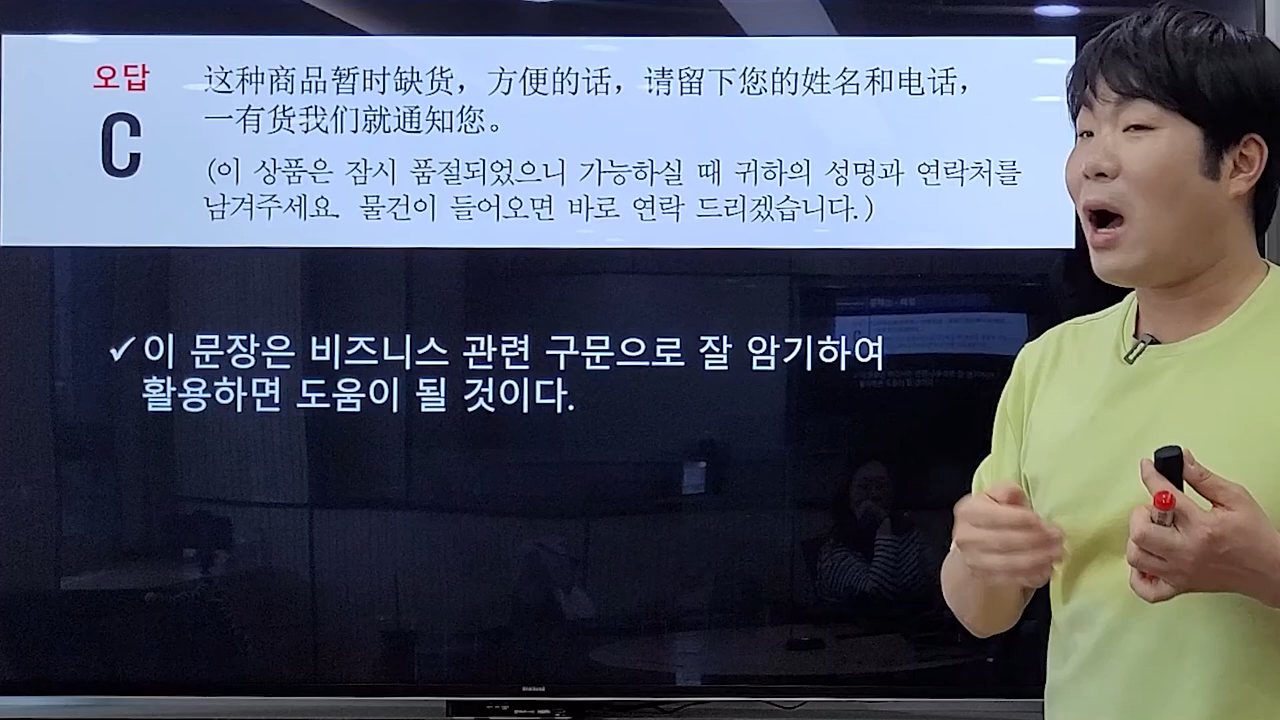 오답
C
这种商品暂时缺货，方便的话，请留下您的姓名和电话，
一有货我们就通知您。
(이 상품은 잠시 품절되었으니 가능하실 때 귀하의 성명과 연락처를
남겨주세요. 물건이 들어오면 바로 연락 드리겠습니다.)
✓이 문장은 비즈니스 관련 구문으로 잘 암기하여
활용하면 도움이 될 것이다.
SAMSUNG